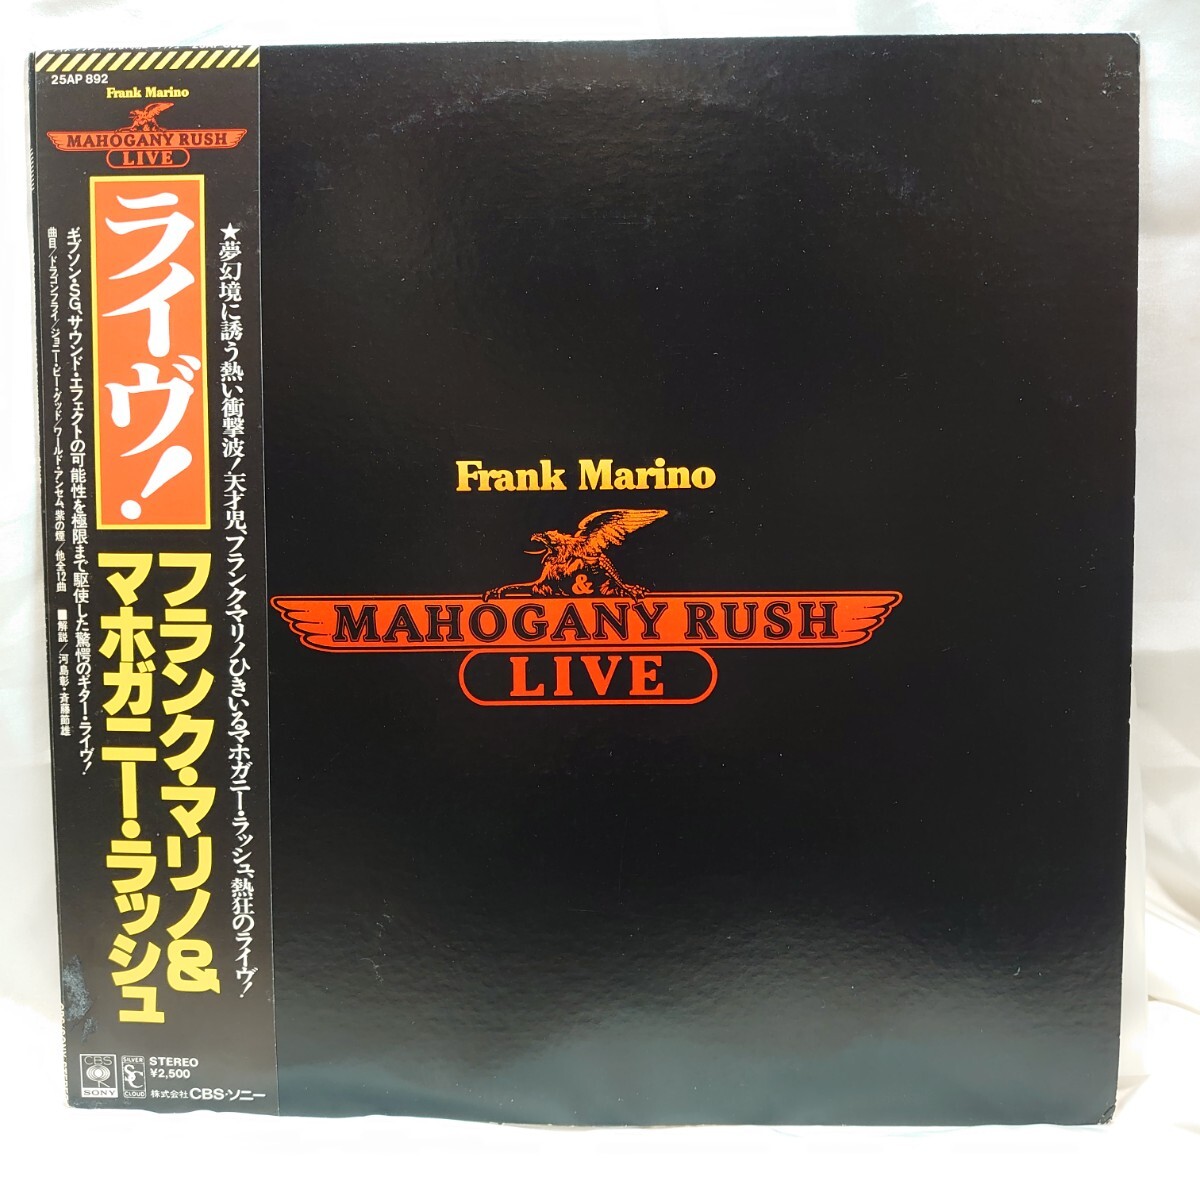 25AP 892
Frank Marino
MAHOGANY RUSH
LIVE
ライヴ!
★夢幻境に誘う熱い衝撃波!天才児、フランク・マリノひきいるマホガニー・ラッシュ、熱狂のライヴ!
フランク・マリノ&
マホガニー・ラッシュ
ギブソン・SG、サウンド・エフェクトの可能性を極限まで駆使した驚愕のギター・ライヴ!
曲目/ドラゴンフライ/ジョニー・ビー・グッド/ワールド・アンセム、紫の煙/他全12曲 ■解説/河島彰・斉藤節雄
CBS
SONY
SILVER
SC
CLOUD
STEREO
¥2,500
株式会社CBS・ソニー
Frank Marino
&
MAHOGANY RUSH
LIVE